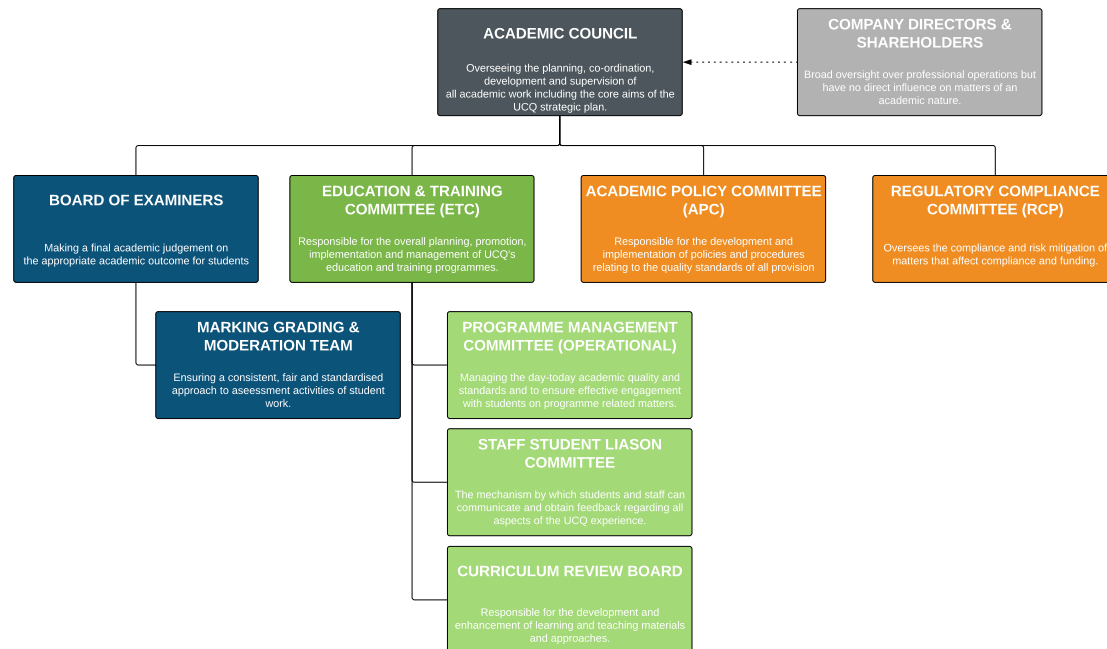 ACADEMIC COUNCIL
Overseeing the planning, co-ordination,
development and supervision of
all academic work including the core aims of the
UCQ strategic plan.
COMPANY DIRECTORS &
SHAREHOLDERS
Broad oversight over professional operations but
have no direct influence on matters of an
academic nature.
BOARD OF EXAMINERS
Making a final academic judgement on
the appropriate academic outcome for students
EDUCATION & TRAINING
COMMITTEE (ETC)
Responsible for the overall planning, promotion,
implementation and management of UCQ's
education and training programmes.
ACADEMIC POLICY COMMITTEE
(APC)
Responsible for the development and
implementation of policies and procedures
relating to the quality standards of all provision
REGULATORY COMPLIANCE
COMMITTEE (RCP)
Oversees the compliance and risk mitigation of
matters that affect compliance and funding.
MARKING GRADING &
MODERATION TEAM
Ensuring a consistent, fair and standardised
approach to aseessment activities of student
work.
PROGRAMME MANAGEMENT
COMMITTEE (OPERATIONAL)
Managing the day-today academic quality and
standards and to ensure effective engagement
with students on programme related matters.
STAFF STUDENT LIASON
COMMITTEE
The mechanism by which students and staff can
communicate and obtain feedback regarding all
aspects of the UCQ experience.
CURRICULUM REVIEW BOARD
Responsible for the development and
enhancement of learning and teaching materials
and approaches.